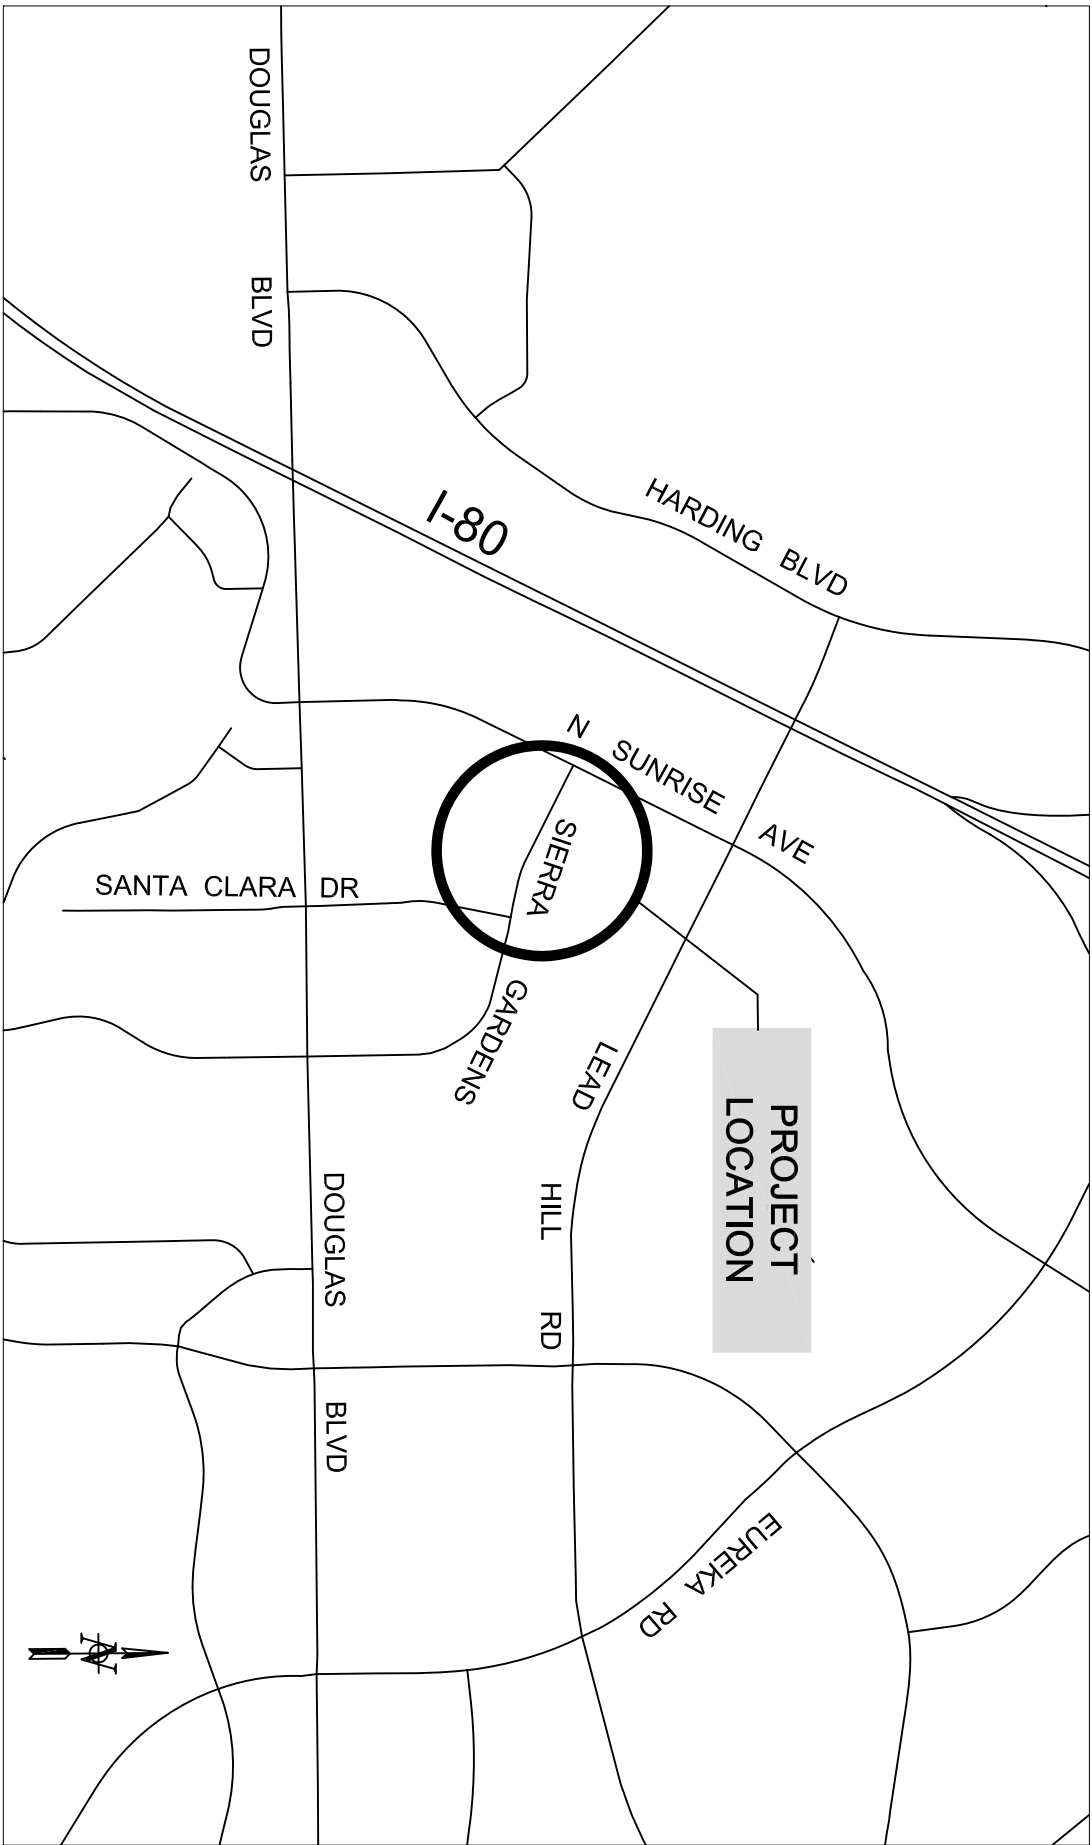 DOUGLAS BLVD
I-80
HARDING BLVD
N SUNRISE AVE
SIERRA GARDENS
SANTA CLARA DR
LEAD HILL RD
PROJECT
LOCATION
DOUGLAS BLVD
EUREKA RD
N